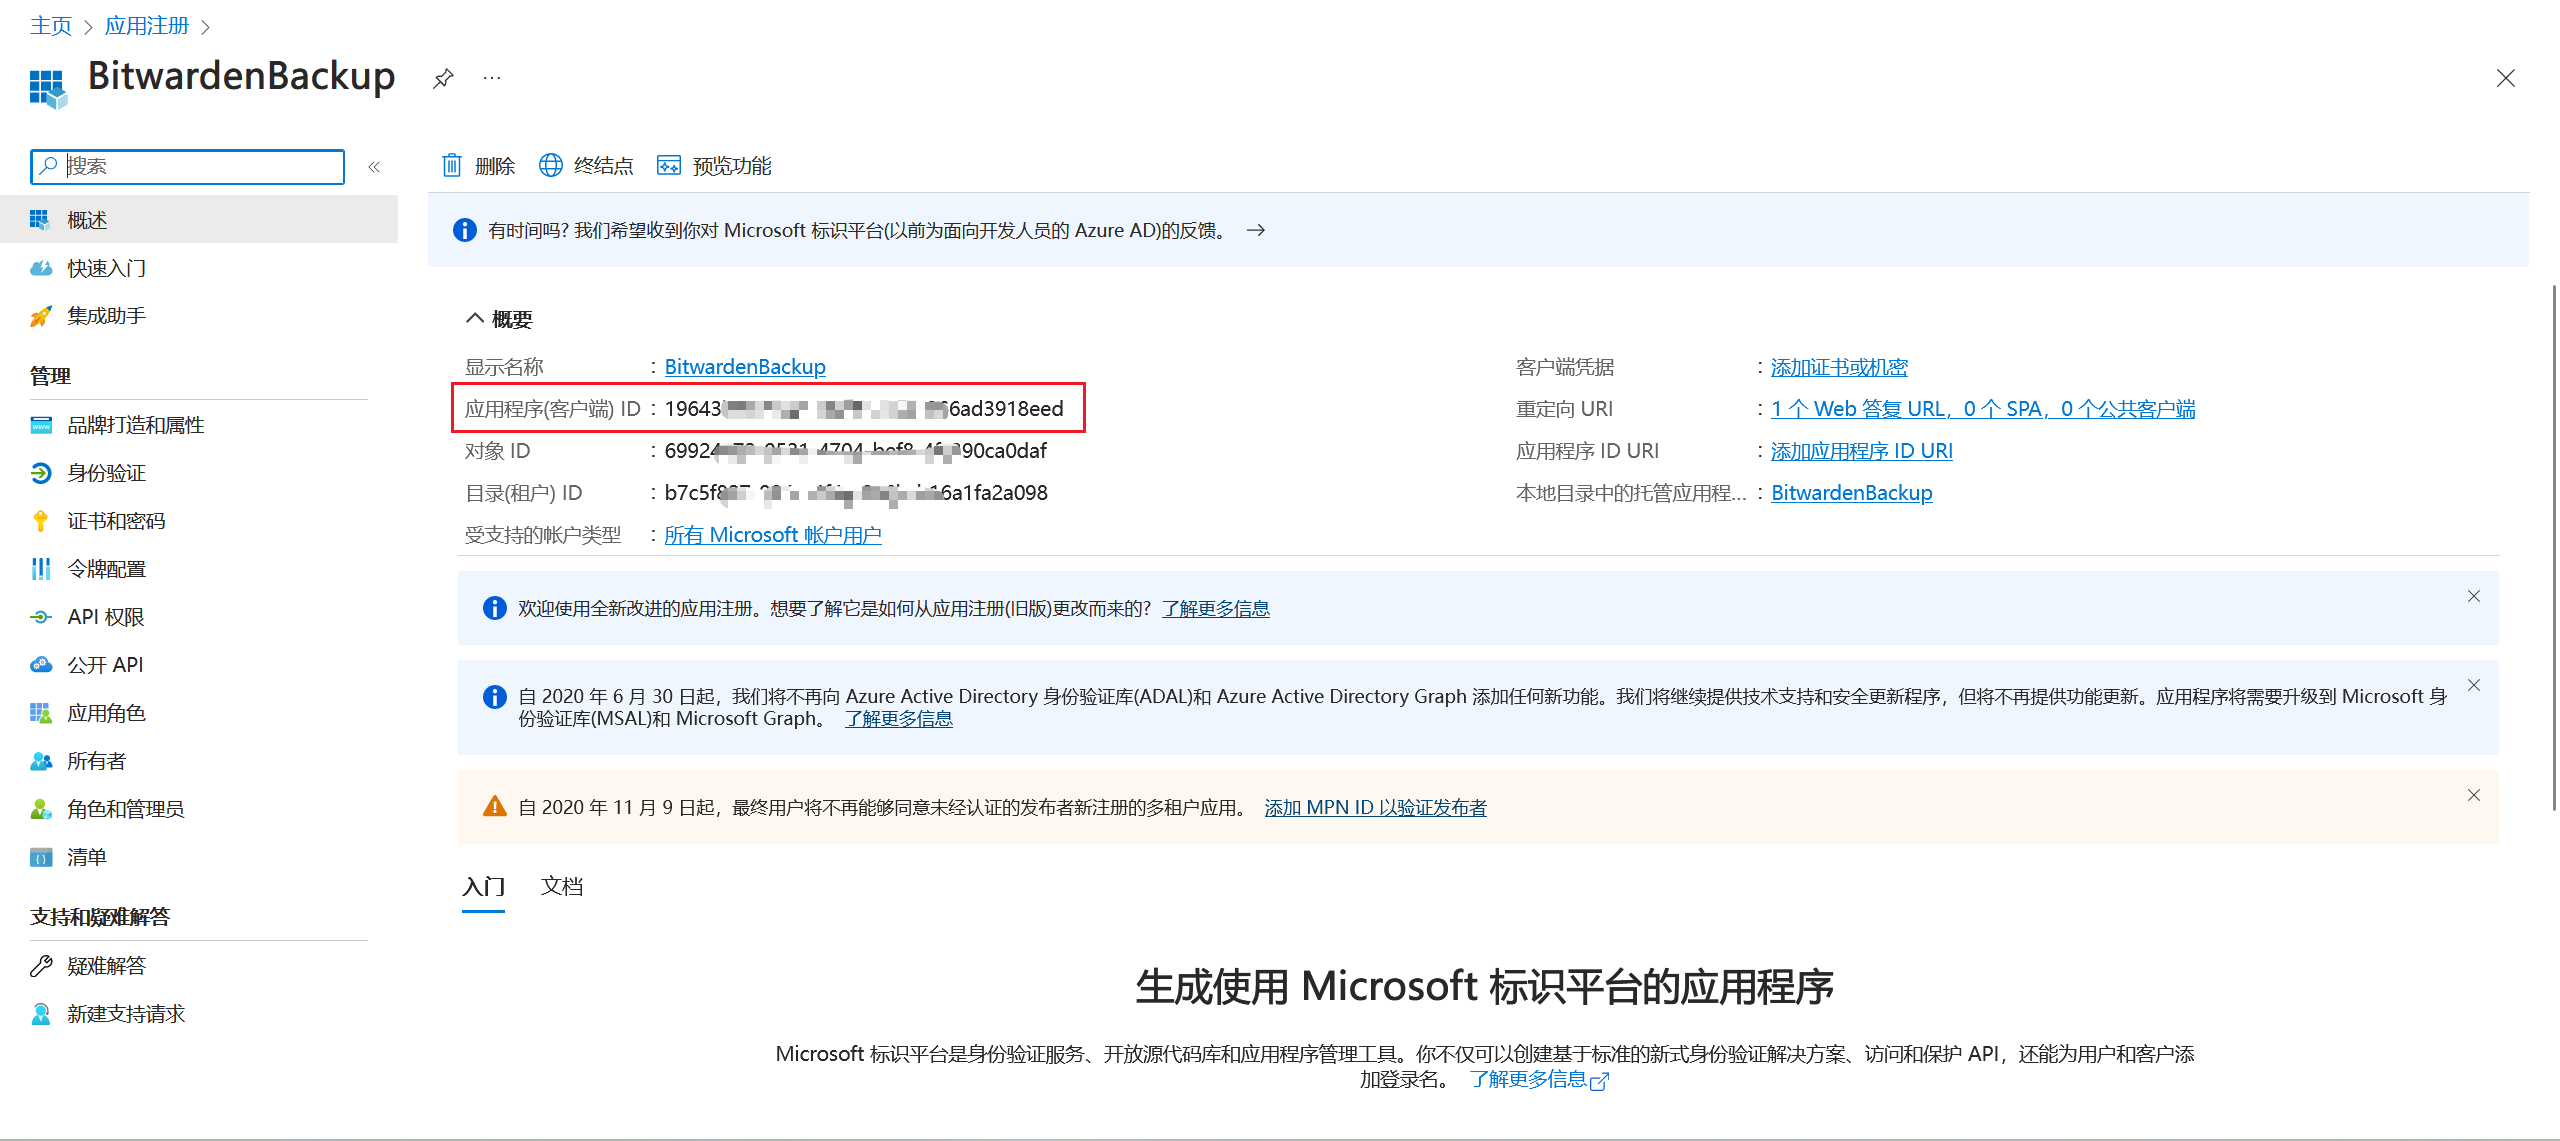 主页 > 应用注册 >
BitwardenBackup
搜索
概述
快速入门
集成助手
管理
品牌打造和属性
身份验证
证书和密码
令牌配置
API 权限
公开 API
应用角色
所有者
角色和管理员
清单
支持和疑难解答
疑难解答
新建支持请求
删除 终结点 预览功能
有时间吗? 我们希望收到你对 Microsoft 标识平台(以前为面向开发人员的 Azure AD)的反馈。 →
概要
显示名称 : BitwardenBackup
应用程序(客户端) ID : 19643 6ad3918eed
对象 ID : 69924 90ca0daf
目录(租户) ID : b7c5f 16a1fa2a098
受支持的帐户类型 : 所有 Microsoft 帐户用户
客户端凭据 : 添加证书或机密
重定向 URI : 1 个 Web 答复 URL，0 个 SPA，0 个公共客户端
应用程序 ID URI : 添加应用程序 ID URI
本地目录中的托管应用程... : BitwardenBackup
欢迎使用全新改进的应用注册。想要了解它是如何从应用注册(旧版)更改而来的? 了解更多信息
自 2020 年 6 月 30 日起，我们将不再向 Azure Active Directory 身份验证库(ADAL)和 Azure Active Directory Graph 添加任何新功能。我们将继续提供技术支持和安全更新程序，但将不再提供功能更新。应用程序将需要升级到 Microsoft 身
份验证库(MSAL)和 Microsoft Graph。 了解更多信息
自 2020 年 11 月 9 日起，最终用户将不再能够同意未经认证的发布者新注册的多租户应用。 添加 MPN ID 以验证发布者
入门 文档
生成使用 Microsoft 标识平台的应用程序
Microsoft 标识平台是身份验证服务、开放源代码库和应用程序管理工具。你不仅可以创建基于标准的新式身份验证解决方案、访问和保护 API，还能为用户和客户添
加登录名。 了解更多信息